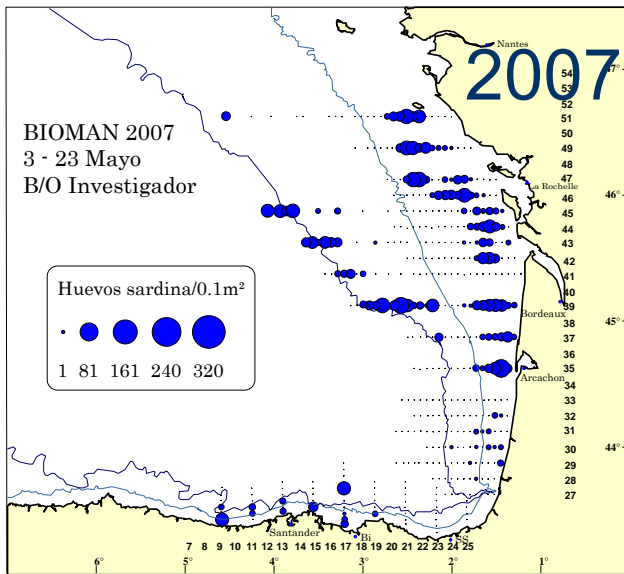 Nantes
2007
47°
54
53
52
51
50
49
48
47
La Rochelle
46°
46
45
44
43
42
41
40
39
Bordeaux
45°
38
37
35
Arcachon
33
32
31
30
29
28
27
44°
BIOMAN 2007
3 - 23 Mayo
B/O Investigador
Huevos sardina/0.1m²
1 81 161 240 320
Santander
Bi
SS
7 8 9 10 11 12 13 14 15 16 17 18 19 20 21 22 23 24 25
6° 5° 4° 3° 2° 1°